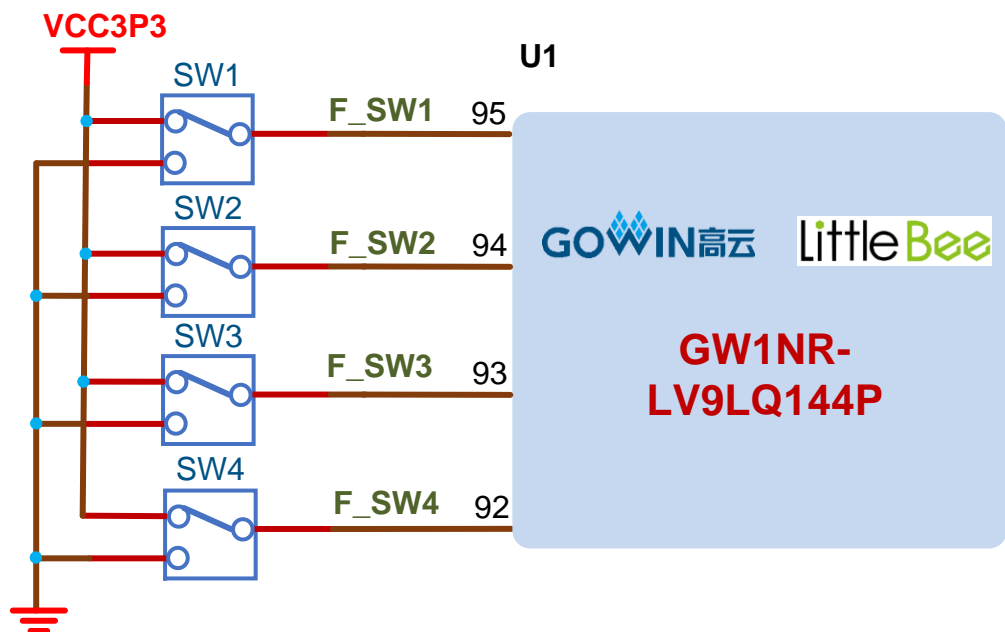 VCC3P3
U1
SW1
F_SW1 95
SW2
F_SW2 94
GOWIN高云 LittleBee
SW3
F_SW3 93
GW1NR-
LV9LQ144P
SW4
F_SW4 92